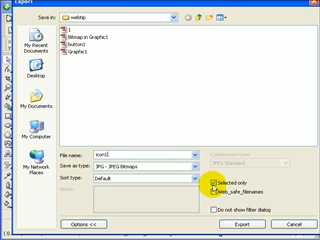 Export
Save in: webtip
1
Bitmap in Graphic1
button1
Graphic1
My Recent
Documents
Desktop
My Documents
My Computer
My Network
Places
File name: icon1
Save as type: JPG - JPEG Bitmaps
Sort type: Default
Notes:
Compression type:
JPEG Standard
Selected only
Web_safe_filenames
Do not show filter dialog
Options <<
Export
Cancel